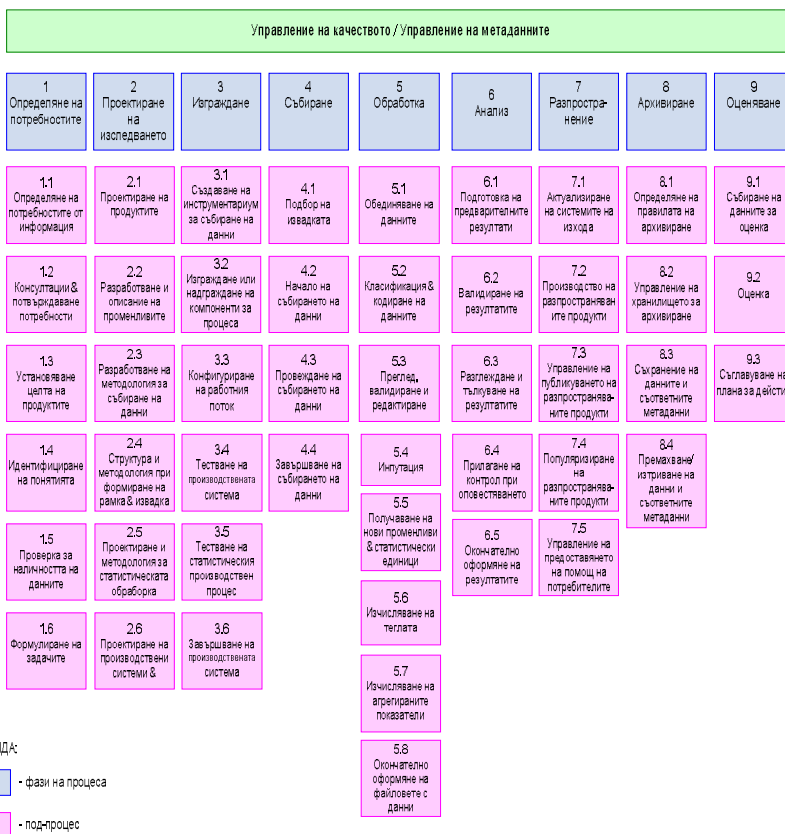 Управление на качеството / Управление на метаданните
1
Определяне на
потребностите
2
Проектиране
на
изследването
3
Изграждане
4
Събиране
5
Обработка
6
Анализ
7
Разпростра-
нение
8
Архивиране
9
Оценяване
1.1
Определяне на
потребностите от
информация
2.1
Проектиране на
продуктите
3.1
Създаване на
инструментариум
за събиране на
данни
4.1
Подбор на
извадката
5.1
Обединяване на
данните
6.1
Подготовка на
предварителните
резултати
7.1
Актуализиране
на системите на
изхода
8.1
Определяне на
правилата на
архивиране
9.1
Събиране на
данните за
оценка
1.2
Консултации &
потвърждаване
потребности
2.2
Разработване и
описание на
променливите
3.2
Изграждане или
надграждане на
компоненти за
процеса
4.2
Начало на
събирането на
данни
5.2
Класификация &
кодиране на
данните
6.2
Валидиране на
резултатите
7.2
Производство на
разпространяван
ите продукти
8.2
Управление на
хранилището за
архивиране
9.2
Оценка
1.3
Установяване
целта на
продуктите
2.3
Разработване на
методология за
събиране на
данни
3.3
Конфигуриране
на работния
поток
4.3
Провеждане на
събирането на
данни
5.3
Преглед,
валидиране и
редактиране
6.3
Разглеждане и
тълкуване на
резултатите
7.3
Управление на
публикуването на
разпространява-
ните продукти
8.3
Съхранение на
данните и
съответните
метаданни
9.3
Съглавуване на
плана за дейст
1.4
Идентифициране
на понятията
2.4
Структура и
методология при
формиране на
рамка & извадка
3.4
Тестване на
производствената
система
4.4
Завършване на
събирането на
данни
5.4
Инпутация
6.4
Прилагане на
контрол при
оповестяването
7.4
Популяризиране
на
разпространява-
ните продукти
8.4
Премахване/
изтриване на
данни и
съответните
метаданни
1.5
Проверка за
наличността на
данните
2.5
Проектиране и
методология за
статистическата
обраборка
3.5
Тестване на
статистическия
производствен
процес
5.5
Получаване на
нови променливи
& статистически
единици
6.5
Окончателно
оформяне на
резултатите
7.5
Управление на
предоставянето
на помощ на
потребителите
1.6
Формулиране на
задачите
2.6
Проектиране на
производствени
системи &
3.6
Завършване на
производствената
система
5.6
Изчисляване на
теглата
5.7
Изчисляване на
агрегираните
показатели
5.8
Окончателно
оформяне на
файловете с
данни
НДА:
- фази на процеса
- под-процес